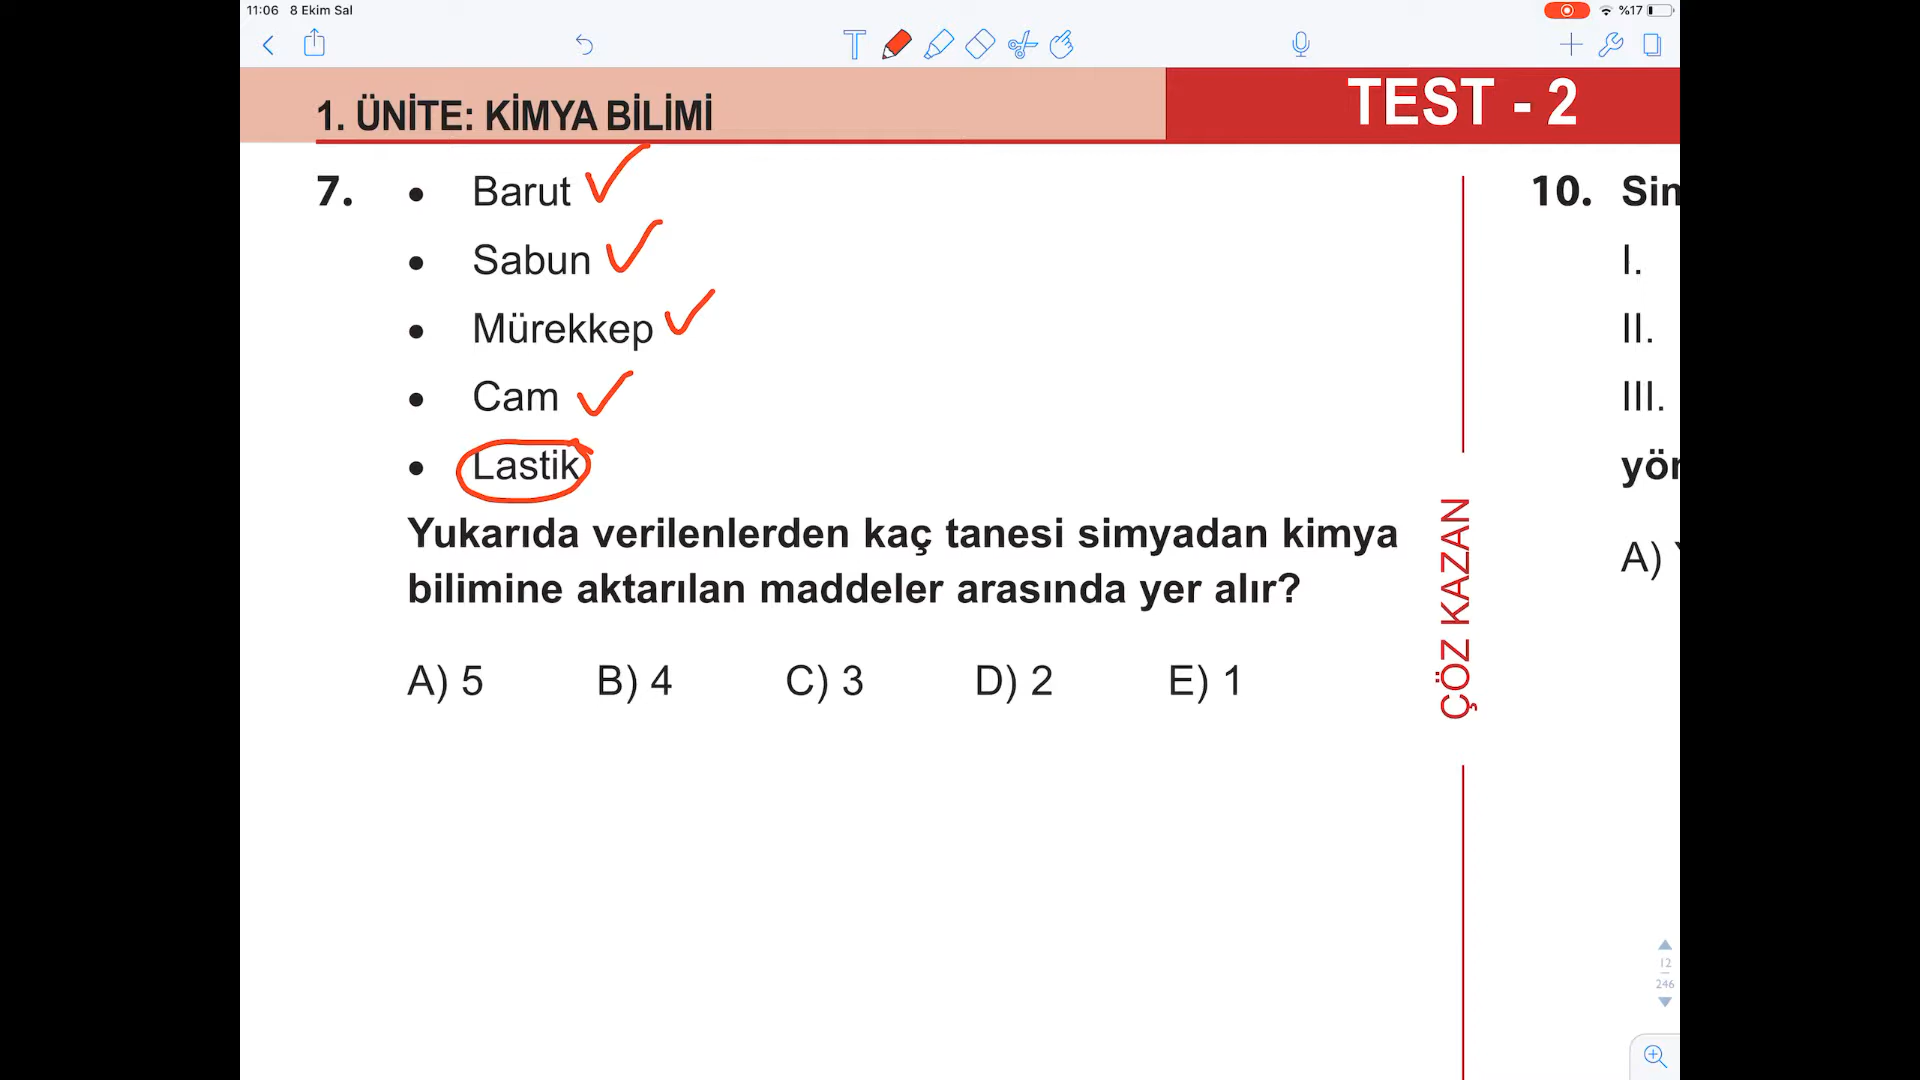 11:06 8 Ekim Sal
%17
1. ÜNİTE: KİMYA BİLİMİ
TEST - 2
7. • Barut
• Sabun
• Mürekkep
• Cam
• Lastik
Yukarıda verilenlerden kaç tanesi simyadan kimya
bilimine aktarılan maddeler arasında yer alır?
A) 5 B) 4 C) 3 D) 2 E) 1
ÇÖZ KAZAN
10. Sin
I.
II.
III.
yör
A)
12
246